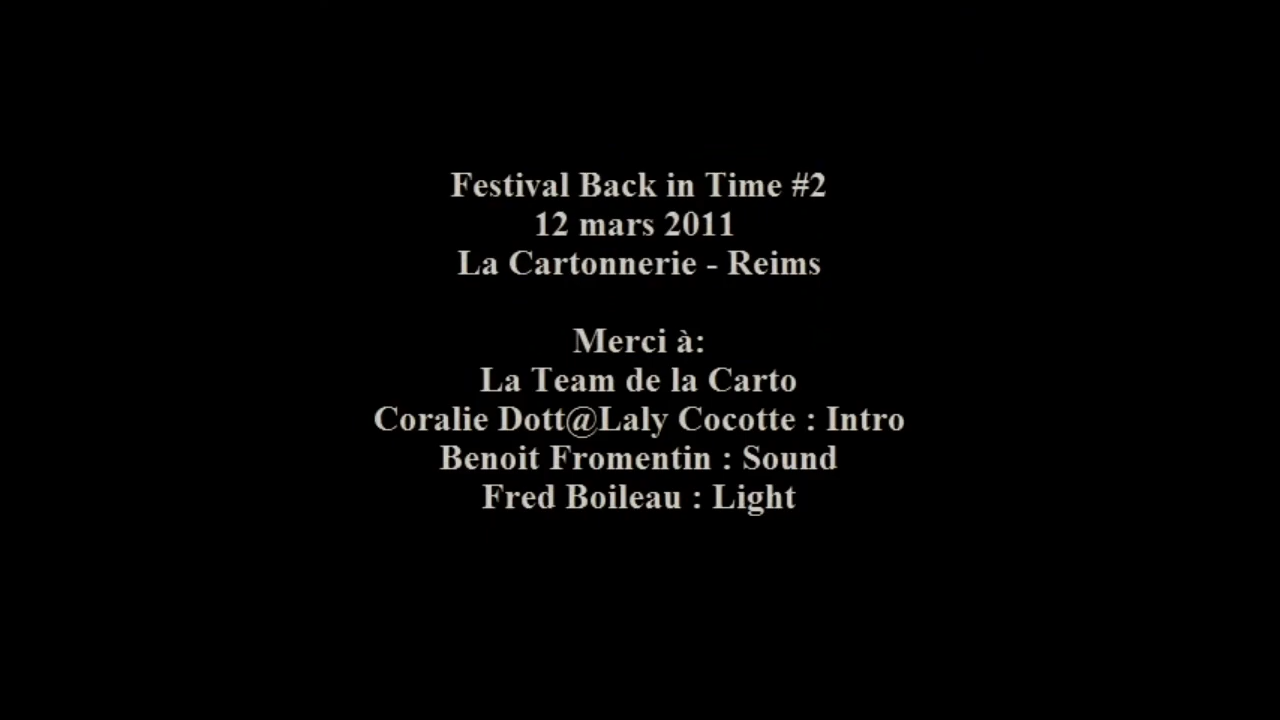 Festival Back in Time #2
12 mars 2011
La Cartonnerie - Reims
Merci à:
La Team de la Carto
Coralie Dott@Laly Cocotte : Intro
Benoit Fromentin : Sound
Fred Boileau : Light